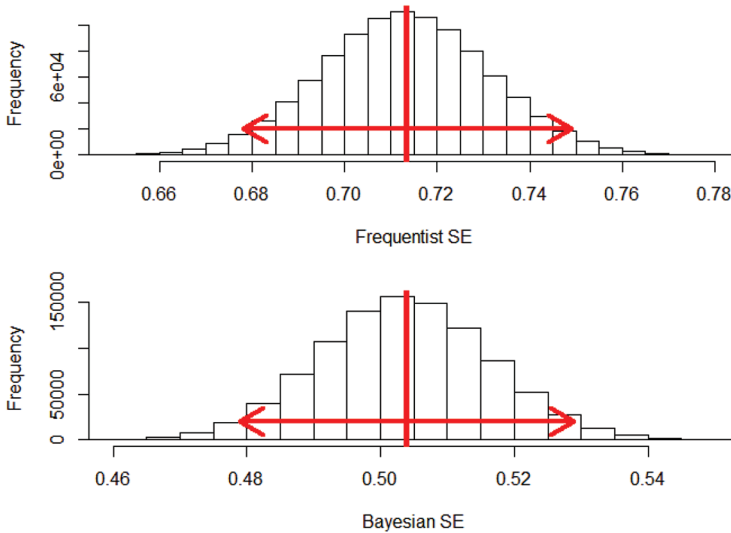 Frequency
6e+04
0e+00
0.66 0.68 0.70 0.72 0.74 0.76 0.78
Frequentist SE
Frequency
150000
50000
0
0.46 0.48 0.50 0.52 0.54
Bayesian SE